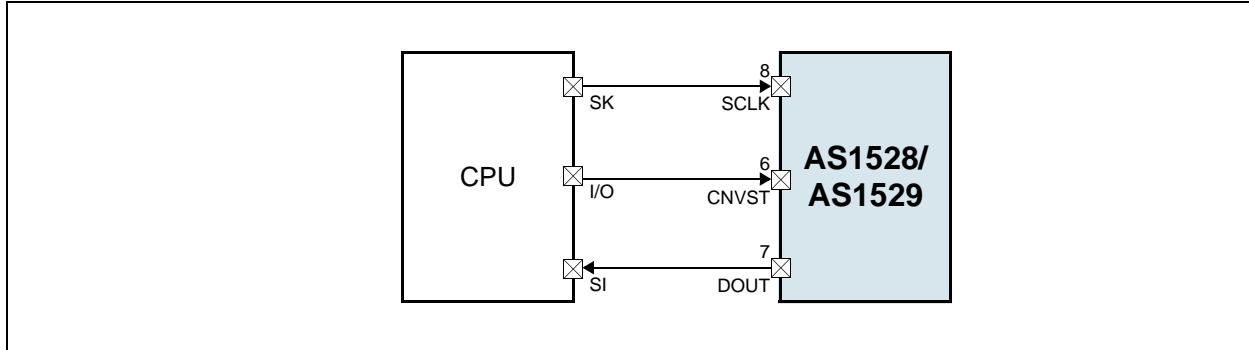 8
SK SCLK
CPU
6
AS1528/
AS1529
I/O CNVST
7
SI DOUT